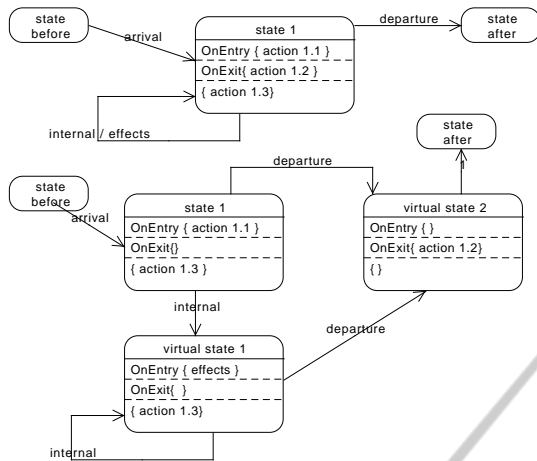 state
before
arrival
state 1
OnEntry { action 1.1 }
OnExit{ action 1.2 }
{ action 1.3}
departure
state
after
internal / effects
state
after
1
departure
state
before
arrival
state 1
OnEntry { action 1.1 }
OnExit{}
{ action 1.3 }
virtual state 2
OnEntry { }
OnExit{ action 1.2}
{ }
internal
departure
virtual state 1
OnEntry { effects }
OnExit{  }
{ action 1.3}
internal